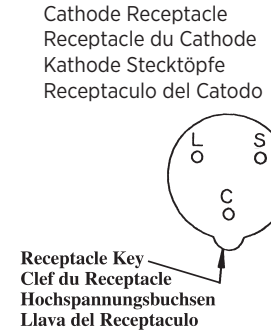 Cathode Receptacle
Receptacle du Cathode
Kathode Stecktöpfe
Receptaculo del Catodo
L S
C
Receptacle Key
Clef du Receptacle
Hochspannungsbuchsen
Llava del Receptaculo